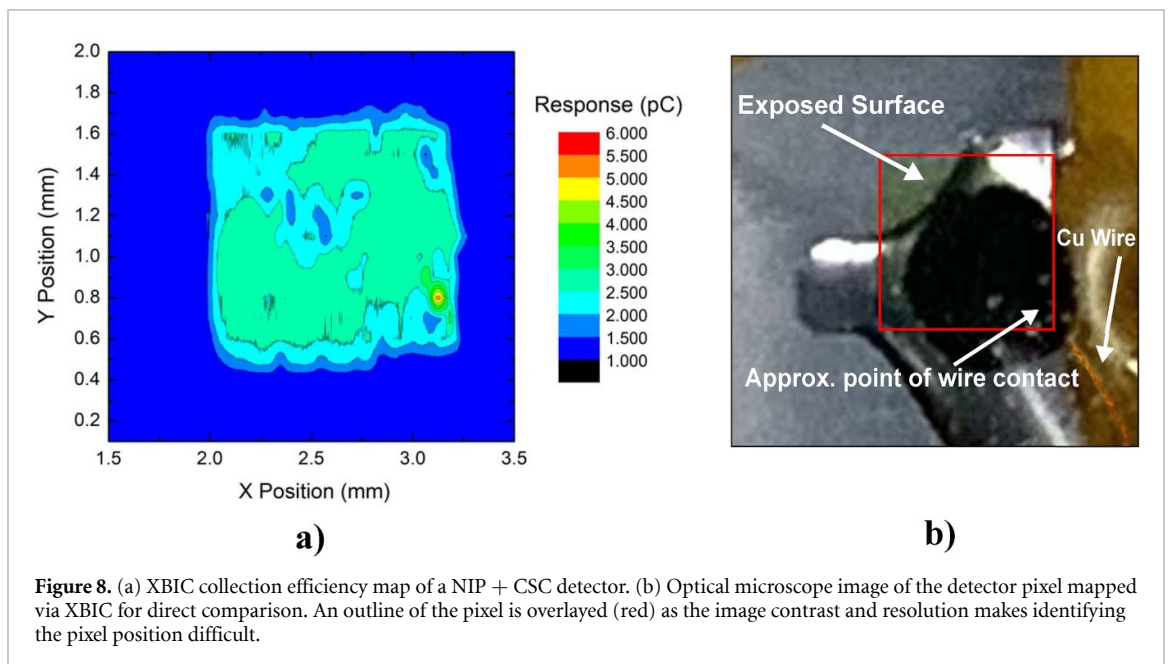 2.0
1.8
1.6
1.4
1.2
1.0
0.8
0.6
0.4
0.2
Y Position (mm)
1.5 2.0 2.5 3.0 3.5
X Position (mm)
Response (pC)
6.000
5.500
5.000
4.500
4.000
3.500
3.000
2.500
2.000
1.500
1.000
a)
Exposed Surface
Cu Wire
Approx. point of wire contact
b)
Figure 8. (a) XBIC collection efficiency map of a NIP + CSC detector. (b) Optical microscope image of the detector pixel mapped
via XBIC for direct comparison. An outline of the pixel is overlayed (red) as the image contrast and resolution makes identifying
the pixel position difficult.